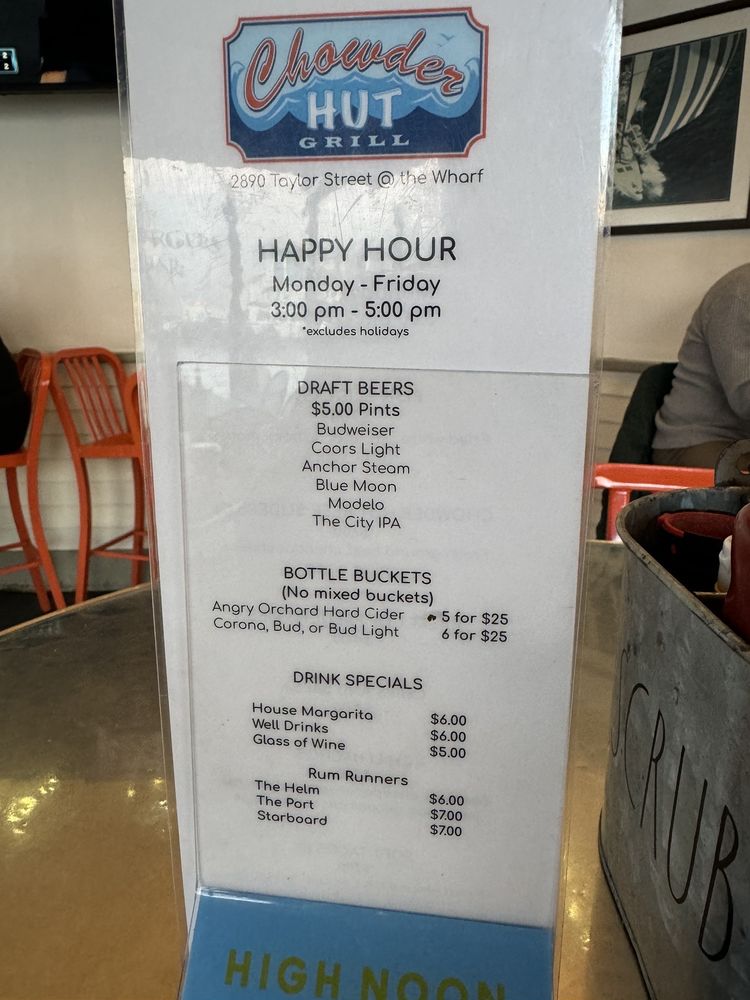 Chowder
HUT
GRILL
2890 Taylor Street @ the Wharf
HAPPY HOUR
Monday - Friday
3:00 pm - 5:00 pm
*excludes holidays
DRAFT BEERS
$5.00 Pints
Budweiser
Coors Light
Anchor Steam
Blue Moon
Modelo
The City IPA
BOTTLE BUCKETS
(No mixed buckets)
Angry Orchard Hard Cider 5 for $25
Corona, Bud, or Bud Light 6 for $25
DRINK SPECIALS
House Margarita $6.00
Well Drinks $6.00
Glass of Wine $5.00
Rum Runners
The Helm $6.00
The Port $7.00
Starboard $7.00
HIGH NOON
SCRUB